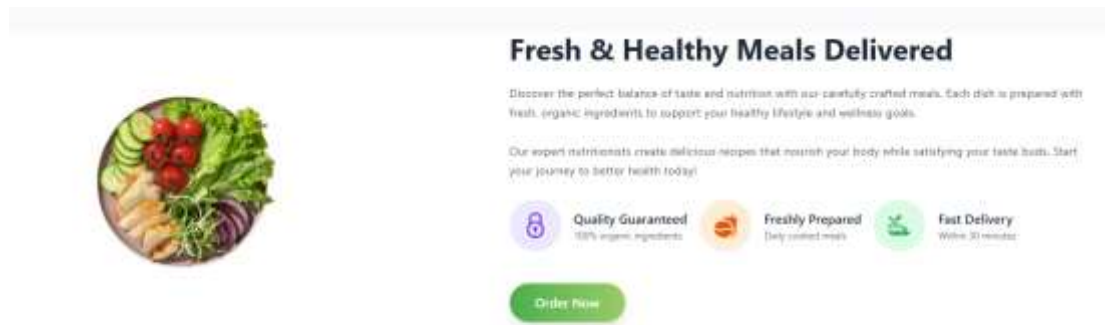 Fresh & Healthy Meals Delivered
Discover the perfect balance of taste and nutrition with our carefully crafted meals. Each dish is prepared with
fresh, organic ingredients to support your healthy lifestyle and wellness goals.
Our expert nutritionists create delicious recipes that nourish your body while satisfying your taste buds. Start
your journey to better health today!
Quality Guaranteed
100% organic ingredients
Freshly Prepared
Daily cooked meals
Fast Delivery
Within 30 minutes
Order Now